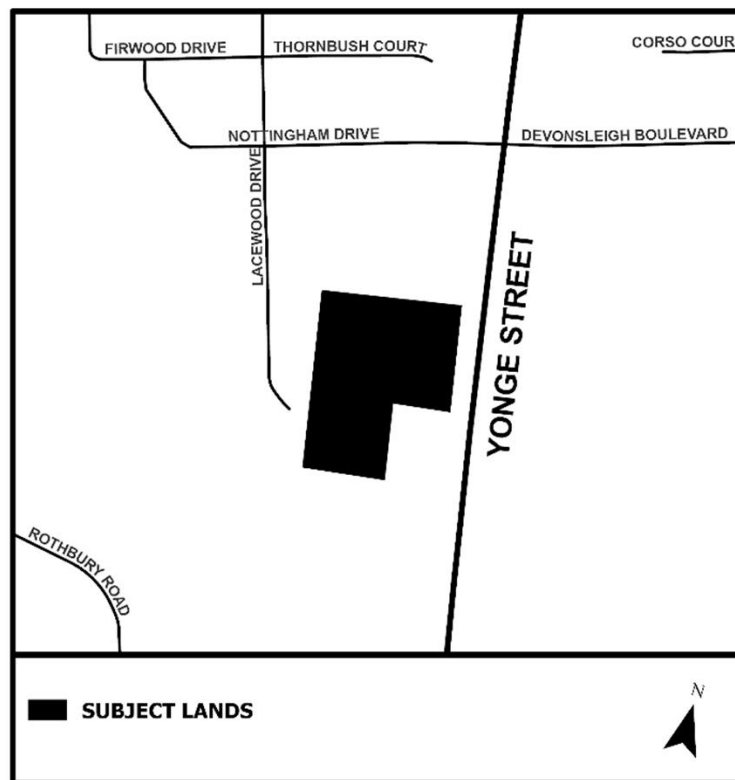 FIRWOOD DRIVE
THORNBUSH COURT
CORSO COUR
NOTTINGHAM DRIVE
DEVONSLEIGH BOULEVARD
LACEWOOD DRIVE
YONGE STREET
ROTHBURY ROAD
SUBJECT LANDS
N